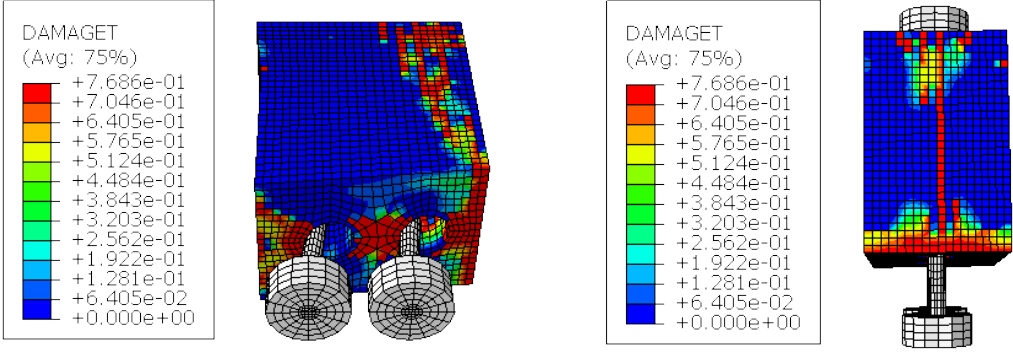 DAMAGET
(Avg: 75%)
+7.686e-01
+7.046e-01
+6.405e-01
+5.765e-01
+5.124e-01
+4.484e-01
+3.843e-01
+3.203e-01
+2.562e-01
+1.922e-01
+1.281e-01
+6.405e-02
+0.000e+00
DAMAGET
(Avg: 75%)
+7.686e-01
+7.046e-01
+6.405e-01
+5.765e-01
+5.124e-01
+4.484e-01
+3.843e-01
+3.203e-01
+2.562e-01
+1.922e-01
+1.281e-01
+6.405e-02
+0.000e+00